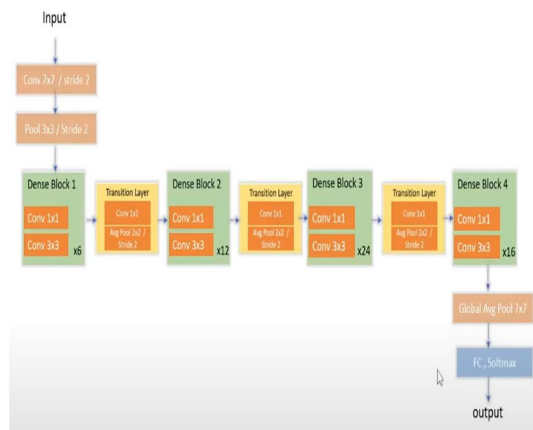 Input
Conv 7x7 / stride 2
Pool 3x3 / Stride 2
Dense Block 1
Conv 1x1
Conv 3x3
x6
Transition Layer
Conv 1x1
Avg Pool 2x2 /
Stride 2
Dense Block 2
Conv 1x1
Conv 3x3
x12
Transition Layer
Conv 1x1
Avg Pool 2x2 /
Stride 2
Dense Block 3
Conv 1x1
Conv 3x3
x24
Transition Layer
Conv 1x1
Avg Pool 2x2 /
Stride 2
Dense Block 4
Conv 1x1
Conv 3x3
x16
Global Avg Pool 7x7
FC , Softmax
output